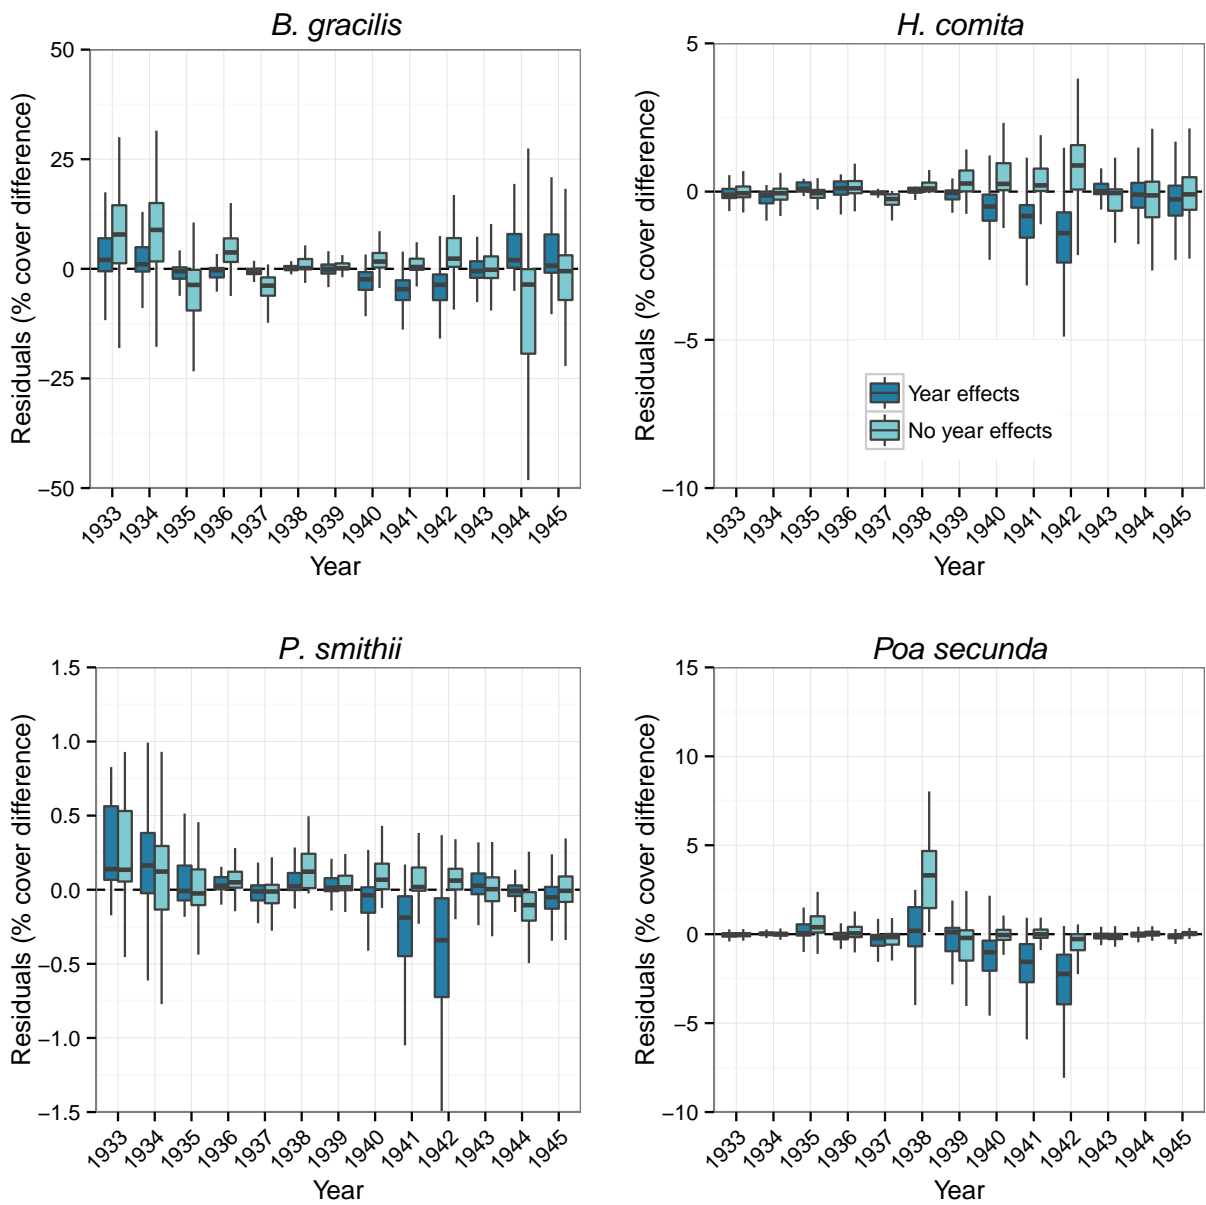 B. gracilis
Residuals (% cover difference)
50
25
0
−25
−50
1933 1934 1935 1936 1937 1938 1939 1940 1941 1942 1943 1944 1945
Year
H. comita
Residuals (% cover difference)
5
0
−5
−10
Year effects
No year effects
1933 1934 1935 1936 1937 1938 1939 1940 1941 1942 1943 1944 1945
Year
P. smithii
Residuals (% cover difference)
1.5
1.0
0.5
0.0
−0.5
−1.0
−1.5
1933 1934 1935 1936 1937 1938 1939 1940 1941 1942 1943 1944 1945
Year
Poa secunda
Residuals (% cover difference)
15
10
5
0
−5
−10
1933 1934 1935 1936 1937 1938 1939 1940 1941 1942 1943 1944 1945
Year